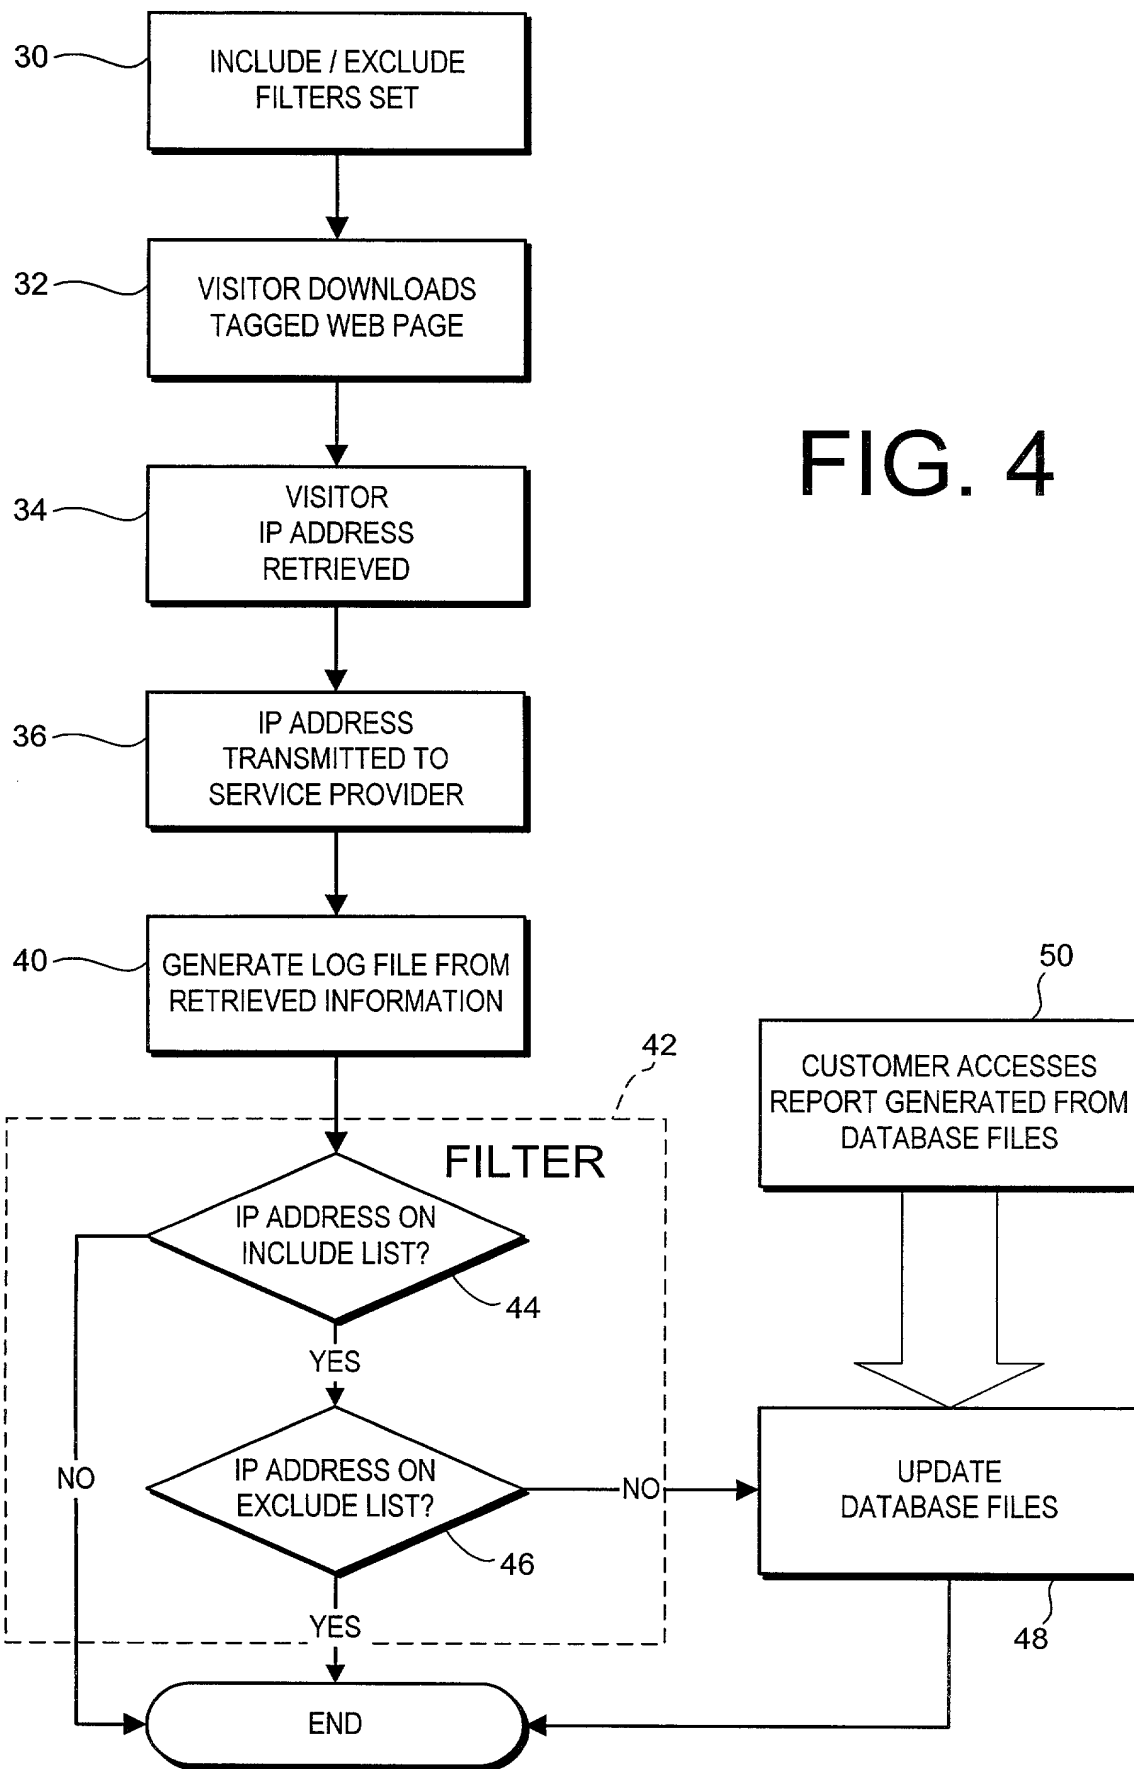 30
INCLUDE / EXCLUDE
FILTERS SET
32
VISITOR DOWNLOADS
TAGGED WEB PAGE
FIG. 4
34
VISITOR
IP ADDRESS
RETRIEVED
36
IP ADDRESS
TRANSMITTED TO
SERVICE PROVIDER
40
GENERATE LOG FILE FROM
RETRIEVED INFORMATION
50
CUSTOMER ACCESSES
REPORT GENERATED FROM
DATABASE FILES
42
FILTER
IP ADDRESS ON
INCLUDE LIST?
44
YES
NO
IP ADDRESS ON
EXCLUDE LIST?
46
NO
UPDATE
DATABASE FILES
48
YES
END